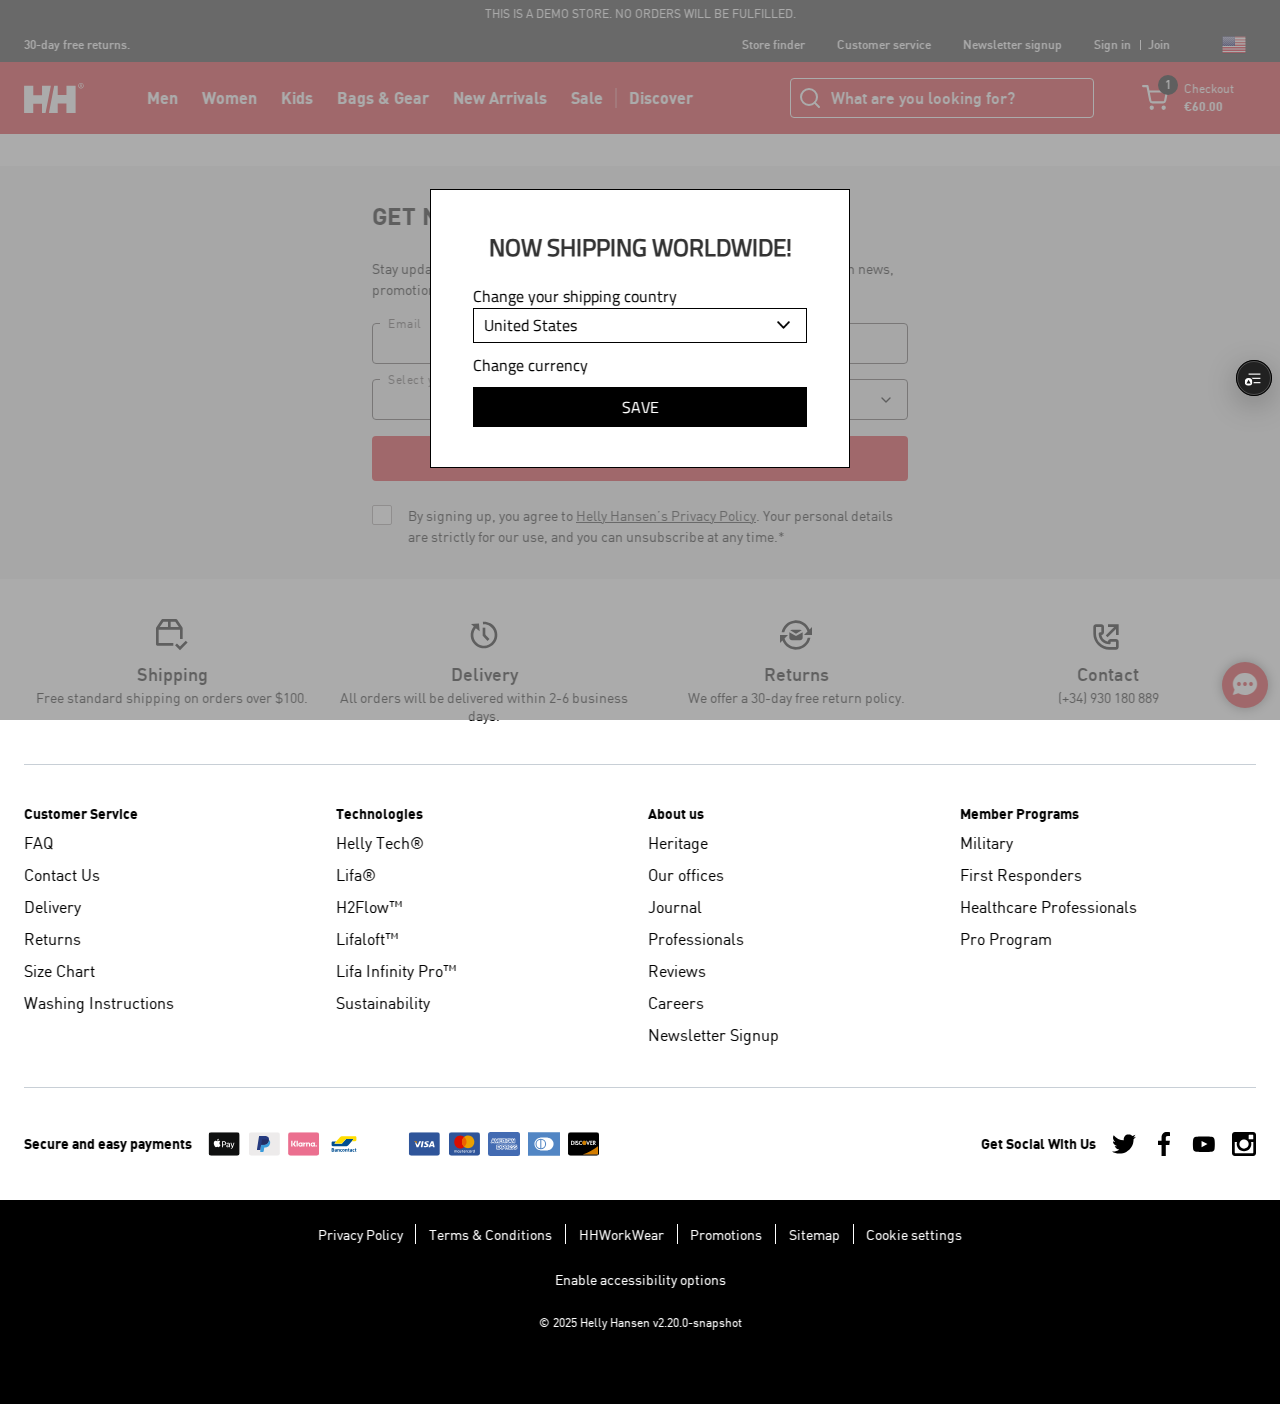 THIS IS A DEMO STORE. NO ORDERS WILL BE FULFILLED.
30-day free returns.
Store finder
Customer service
Newsletter signup
Sign in | Join
HH®
Men
Women
Kids
Bags & Gear
New Arrivals
Sale
Discover
What are you looking for?
1
Checkout
€60.00
GET
NOW SHIPPING WORLDWIDE!
Change your shipping country
United States
Change currency
SAVE
Stay
news,
Email
Select
By signing up, you agree to Helly Hansen's Privacy Policy. Your personal details
are strictly for our use, and you can unsubscribe at any time.*
Shipping
Free standard shipping on orders over $100.
Delivery
All orders will be delivered within 2-6 business
days.
Returns
We offer a 30-day free return policy.
Contact
(+34) 930 180 889
Customer Service
FAQ
Contact Us
Delivery
Returns
Size Chart
Washing Instructions
Technologies
Helly Tech®
Lifa®
H2Flow™
Lifaloft™
Lifa Infinity Pro™
Sustainability
About us
Heritage
Our offices
Journal
Professionals
Reviews
Careers
Newsletter Signup
Member Programs
Military
First Responders
Healthcare Professionals
Pro Program
Secure and easy payments
Pay
Klarna.
Bancontact
VISA
mastercard
AMERICAN EXPRESS
DISCOVER
Get Social With Us
Privacy Policy
Terms & Conditions
HHWorkWear
Promotions
Sitemap
Cookie settings
Enable accessibility options
© 2025 Helly Hansen v2.20.0-snapshot